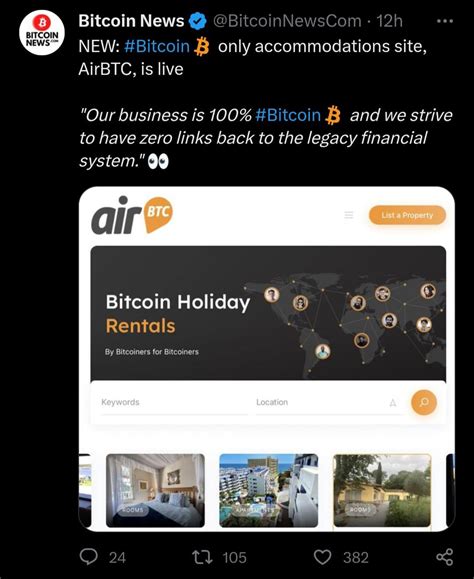 Bitcoin News @BitcoinNewsCom · 12h
BITCOIN
NEWS.COM
NEW: #Bitcoin only accommodations site,
AirBTC, is live
"Our business is 100% #Bitcoin and we strive
to have zero links back to the legacy financial
system." 👀
air BTC
List a Property
Bitcoin Holiday
Rentals
By Bitcoiners for Bitcoiners
Keywords
Location
ROOMS
APARTMENTS
ROOMS
24
105
382